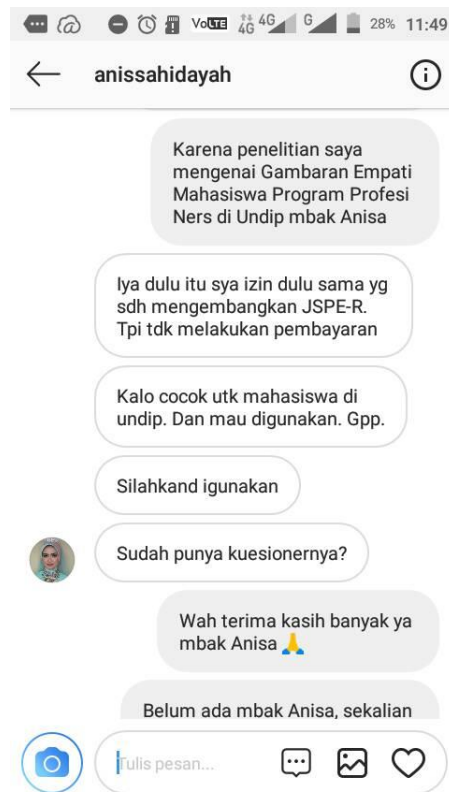 VoLTE 4G 4G G 28% 11:49
anissahidayah
Karena penelitian saya
mengenai Gambaran Empati
Mahasiswa Program Profesi
Ners di Undip mbak Anisa
Iya dulu itu sya izin dulu sama yg
sdh mengembangkan JSPE-R.
Tpi tdk melakukan pembayaran
Kalo cocok utk mahasiswa di
undip. Dan mau digunakan. Gpp.
Silahkand igunakan
Sudah punya kuesionernya?
Wah terima kasih banyak ya
mbak Anisa 🙏
Belum ada mbak Anisa, sekalian
Tulis pesan...